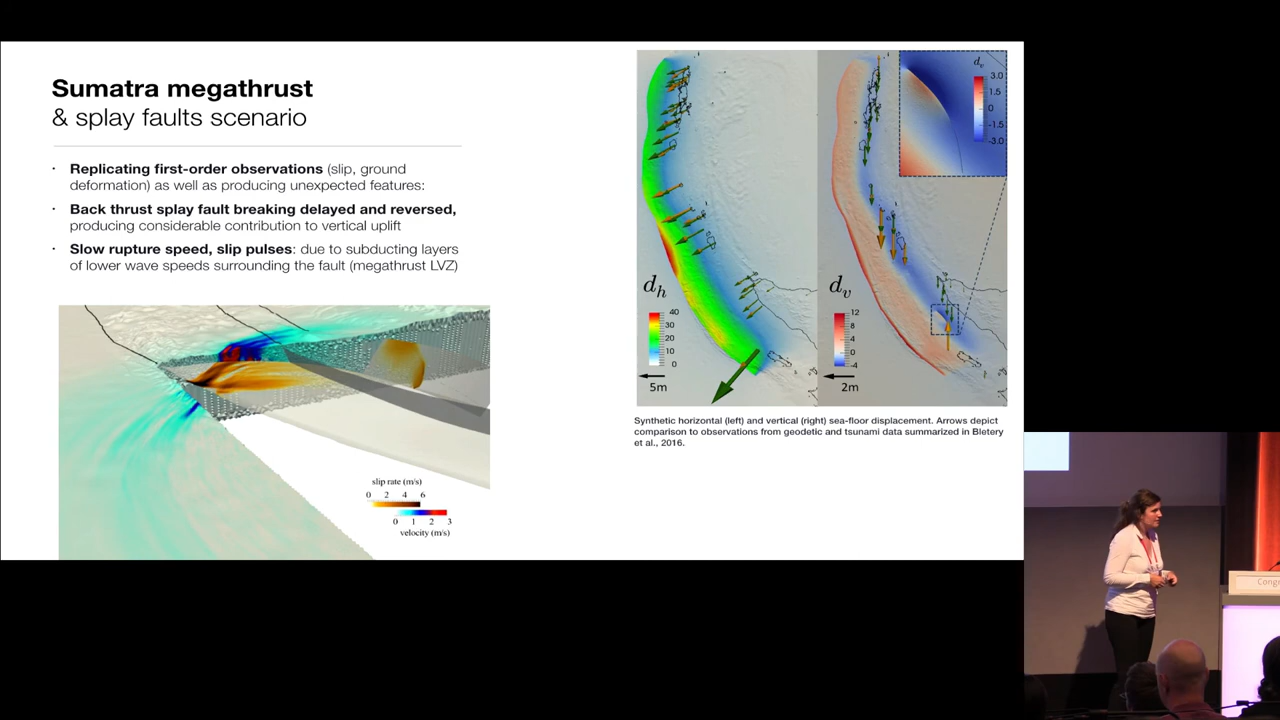 Sumatra megathrust
& splay faults scenario
· Replicating first-order observations (slip, ground
deformation) as well as producing unexpected features:
· Back thrust splay fault breaking delayed and reversed,
producing considerable contribution to vertical uplift
· Slow rupture speed, slip pulses: due to subducting layers
of lower wave speeds surrounding the fault (megathrust LVZ)
slip rate (m/s)
0 2 4 6
0 1 2 3
velocity (m/s)
d_h
40
30
20
10
0
5m
d_v
12
8
4
0
-4
2m
d_v
3.0
1.5
0
-1.5
-3.0
Synthetic horizontal (left) and vertical (right) sea-floor displacement. Arrows depict
comparison to observations from geodetic and tsunami data summarized in Bletery
et al., 2016.
Cong